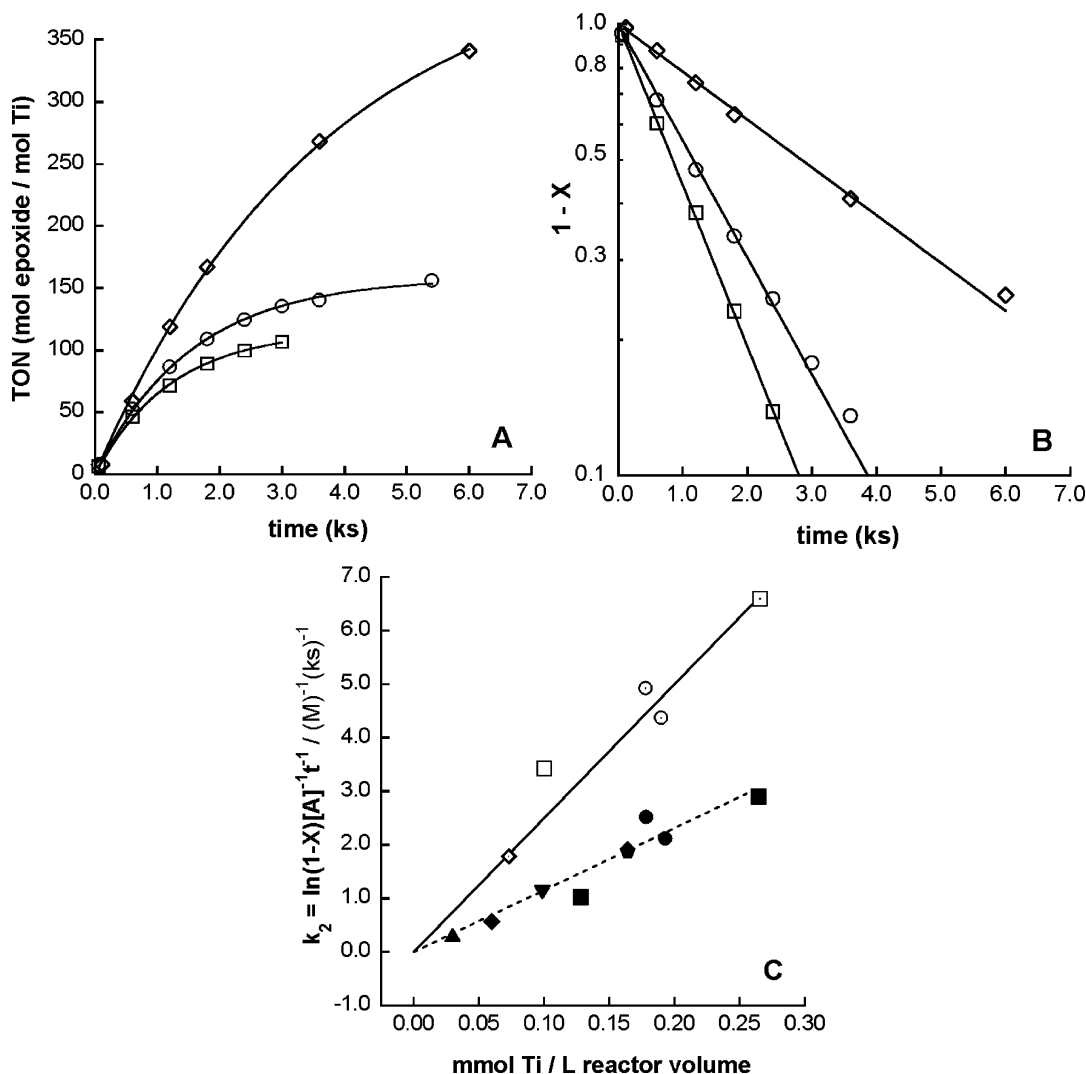 350
300
250
200
150
100
50
0
TON (mol epoxide / mol Ti)
0.0 1.0 2.0 3.0 4.0 5.0 6.0 7.0
time (ks)
A
1.0
0.8
0.5
0.3
0.1
1 - X
0.0 1.0 2.0 3.0 4.0 5.0 6.0 7.0
time (ks)
B
7.0
6.0
5.0
4.0
3.0
2.0
1.0
0.0
-1.0
k₂ = ln(1-X)[A]⁻¹t⁻¹ / (M)⁻¹(ks)⁻¹
0.00 0.05 0.10 0.15 0.20 0.25 0.30
mmol Ti / L reactor volume
C